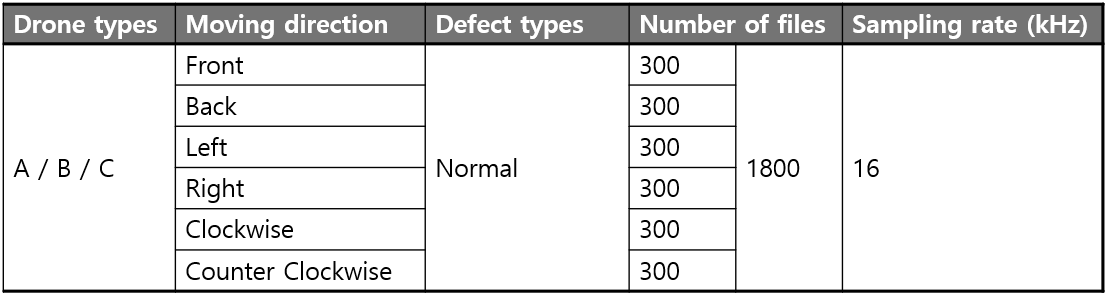 Drone types Moving direction Defect types Number of files Sampling rate (kHz)
Front 300
Back 300
Left 300
A / B / C Normal 1800 16
Right 300
Clockwise 300
Counter Clockwise 300